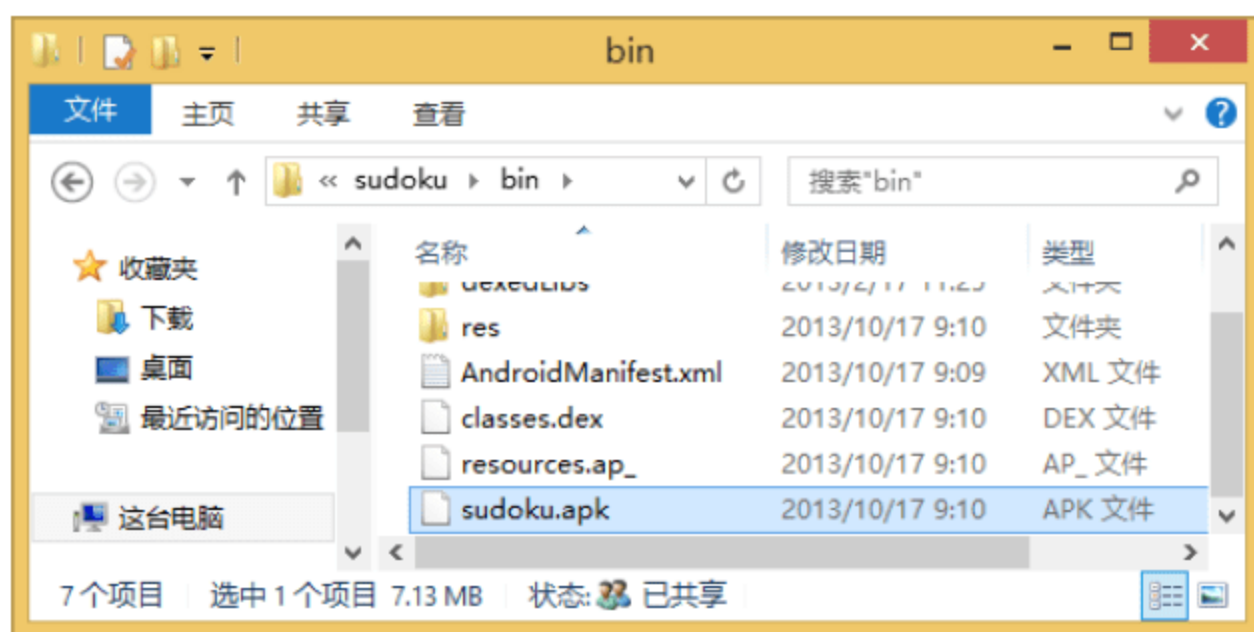 bin
文件 主页 共享 查看
« sudoku bin 搜索"bin"
名称 修改日期 类型
收藏夹
下载
桌面
最近访问的位置
这台电脑
dexedLibs 文件夹
res 2013/10/17 9:10 文件夹
AndroidManifest.xml 2013/10/17 9:09 XML 文件
classes.dex 2013/10/17 9:10 DEX 文件
resources.ap_ 2013/10/17 9:10 AP_ 文件
sudoku.apk 2013/10/17 9:10 APK 文件
7 个项目 选中 1 个项目 7.13 MB 状态: 已共享